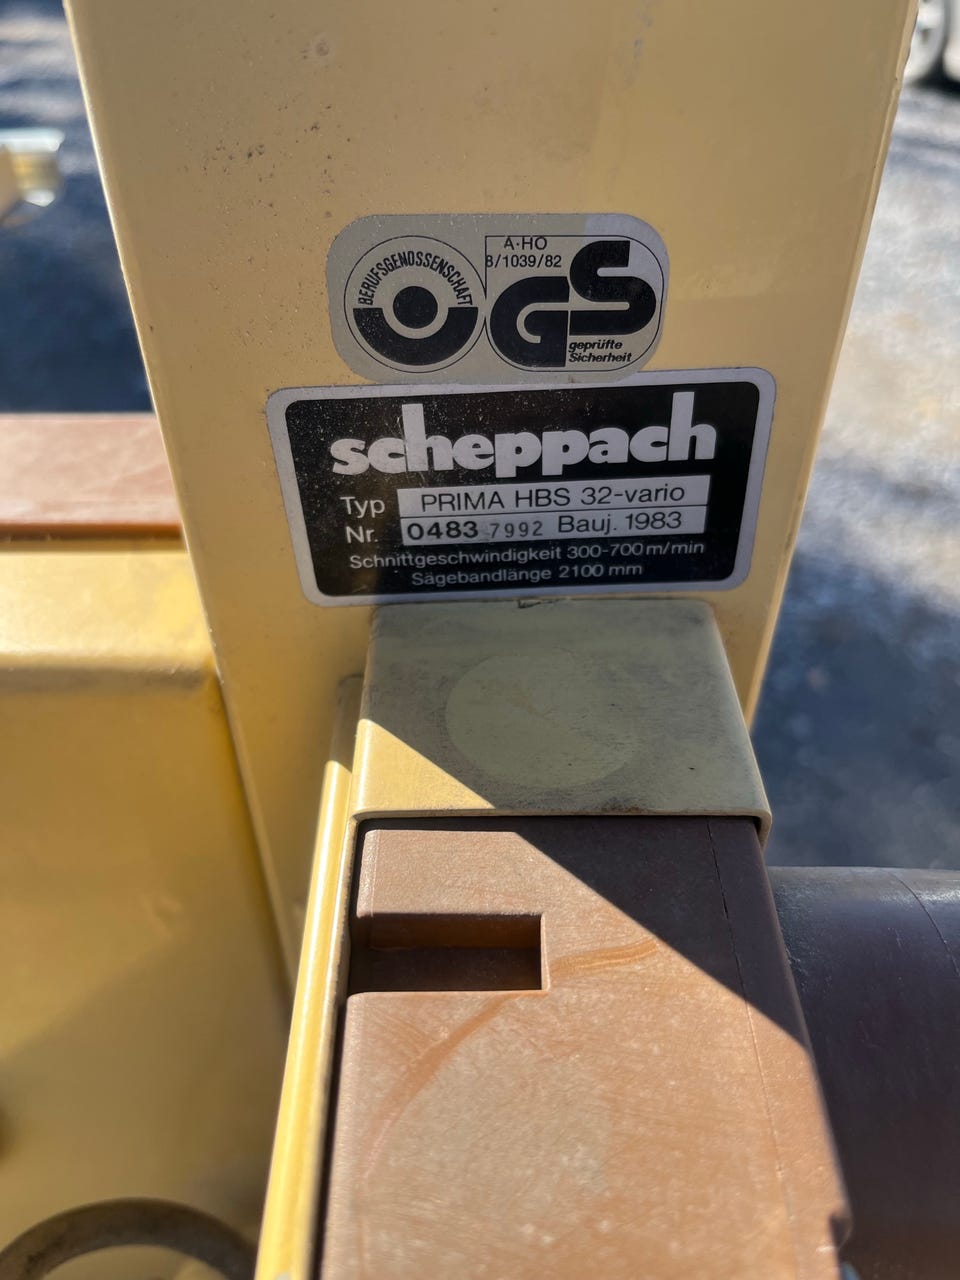 BERUFSGENOSSENSCHAFT
A·HO
8/1039/82
GS
geprüfte
Sicherheit
scheppach
Typ PRIMA HBS 32-vario
Nr. 0483 7992 Bauj. 1983
Schnittgeschwindigkeit 300-700 m/min
Sägebandlänge 2100 mm